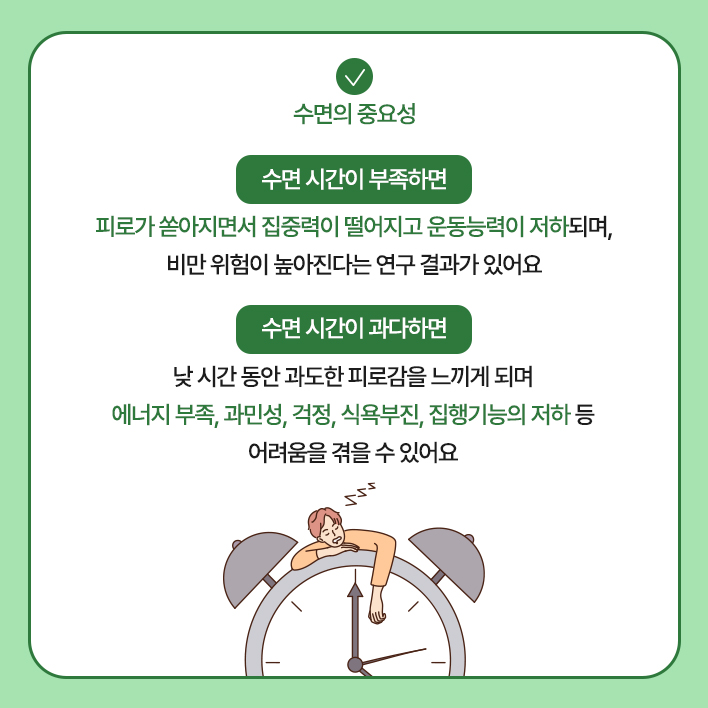 수면의 중요성
수면 시간이 부족하면
피로가 쏟아지면서 집중력이 떨어지고 운동능력이 저하되며,
비만 위험이 높아진다는 연구 결과가 있어요
수면 시간이 과다하면
낮 시간 동안 과도한 피로감을 느끼게 되며
에너지 부족, 과민성, 걱정, 식욕부진, 집행기능의 저하 등
어려움을 겪을 수 있어요